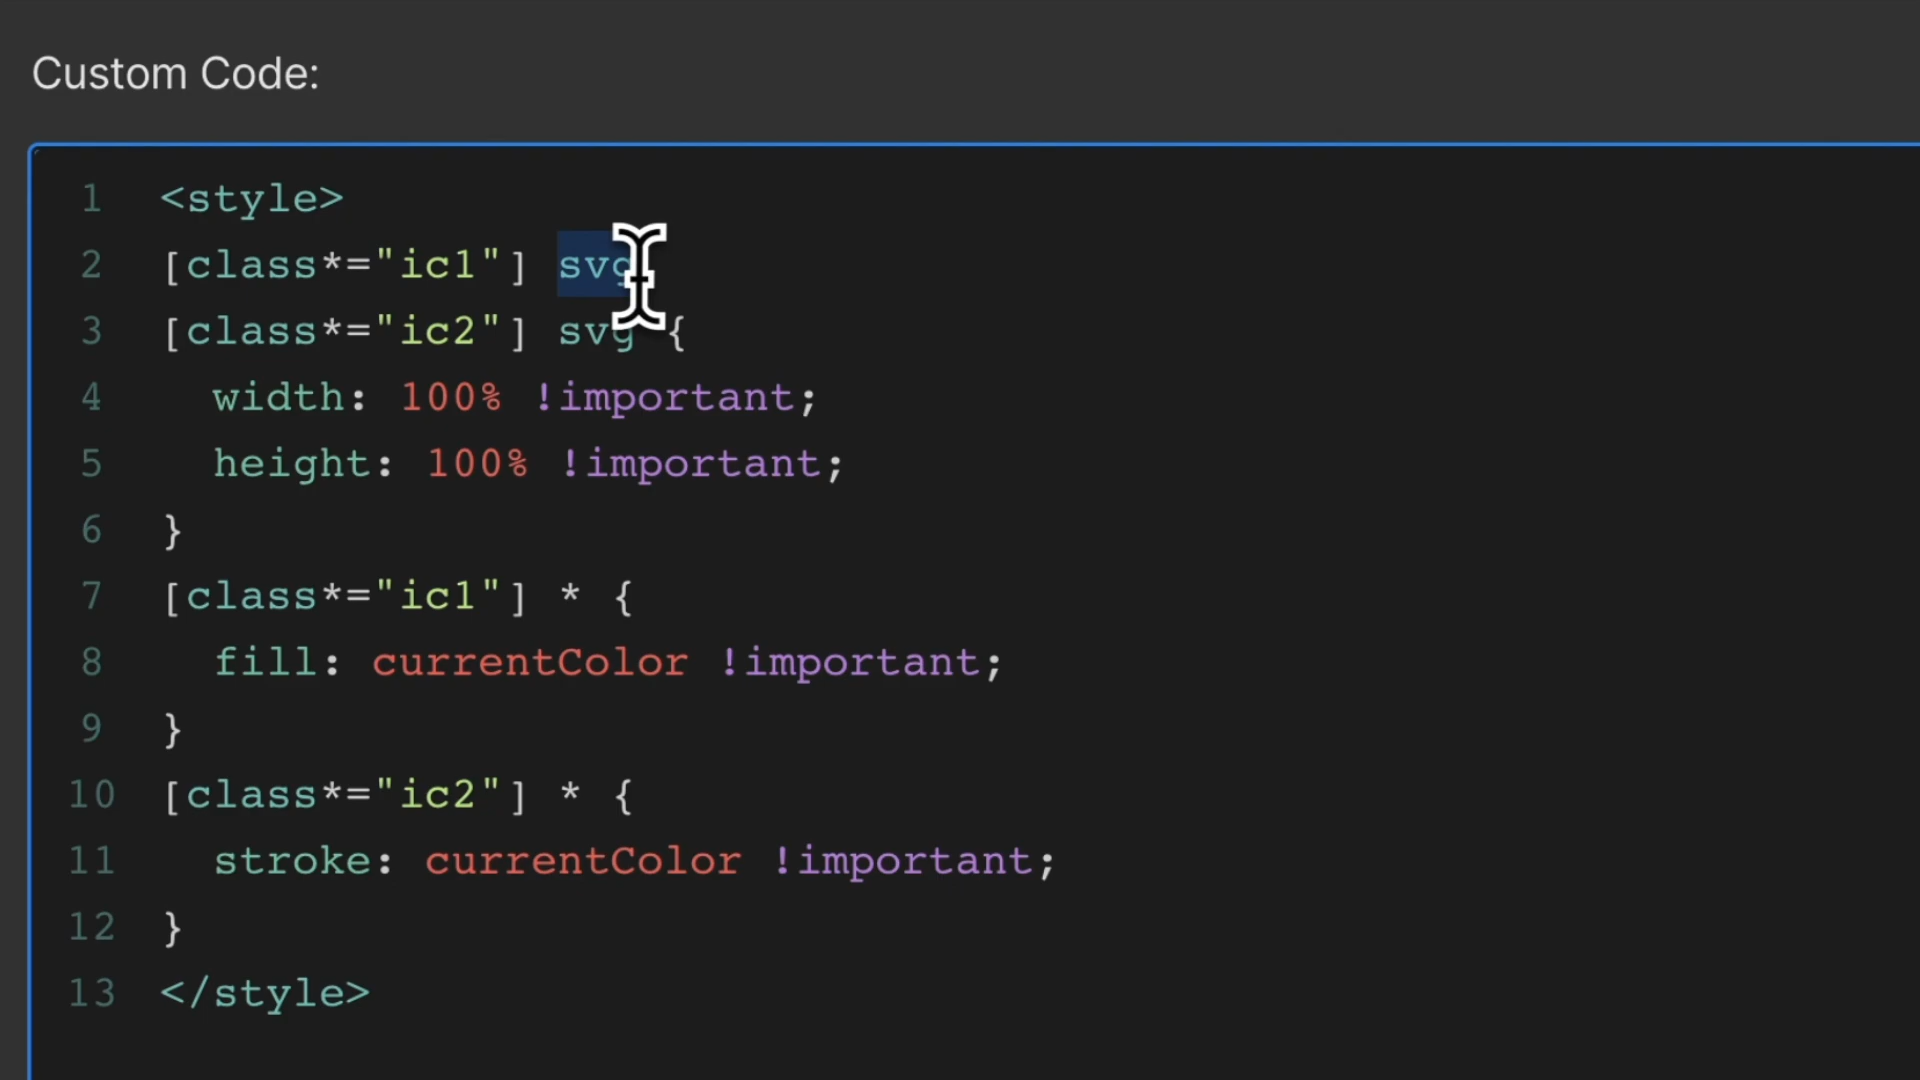 Custom Code:
1 <style>
2 [class*="ic1"] svg
3 [class*="ic2"] svg {
4 width: 100% !important;
5 height: 100% !important;
6 }
7 [class*="ic1"] * {
8 fill: currentColor !important;
9 }
10 [class*="ic2"] * {
11 stroke: currentColor !important;
12 }
13 </style>